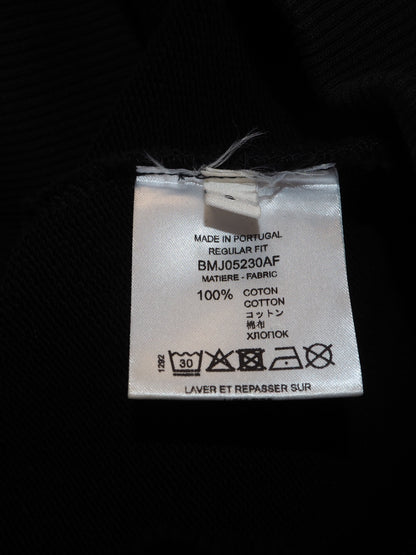 MADE IN PORTUGAL
REGULAR FIT
BMJ05230AF
MATIERE - FABRIC
100% COTON
COTTON
コットン
棉布
ХЛОПОК
1292
30
LAVER ET REPASSER SUR